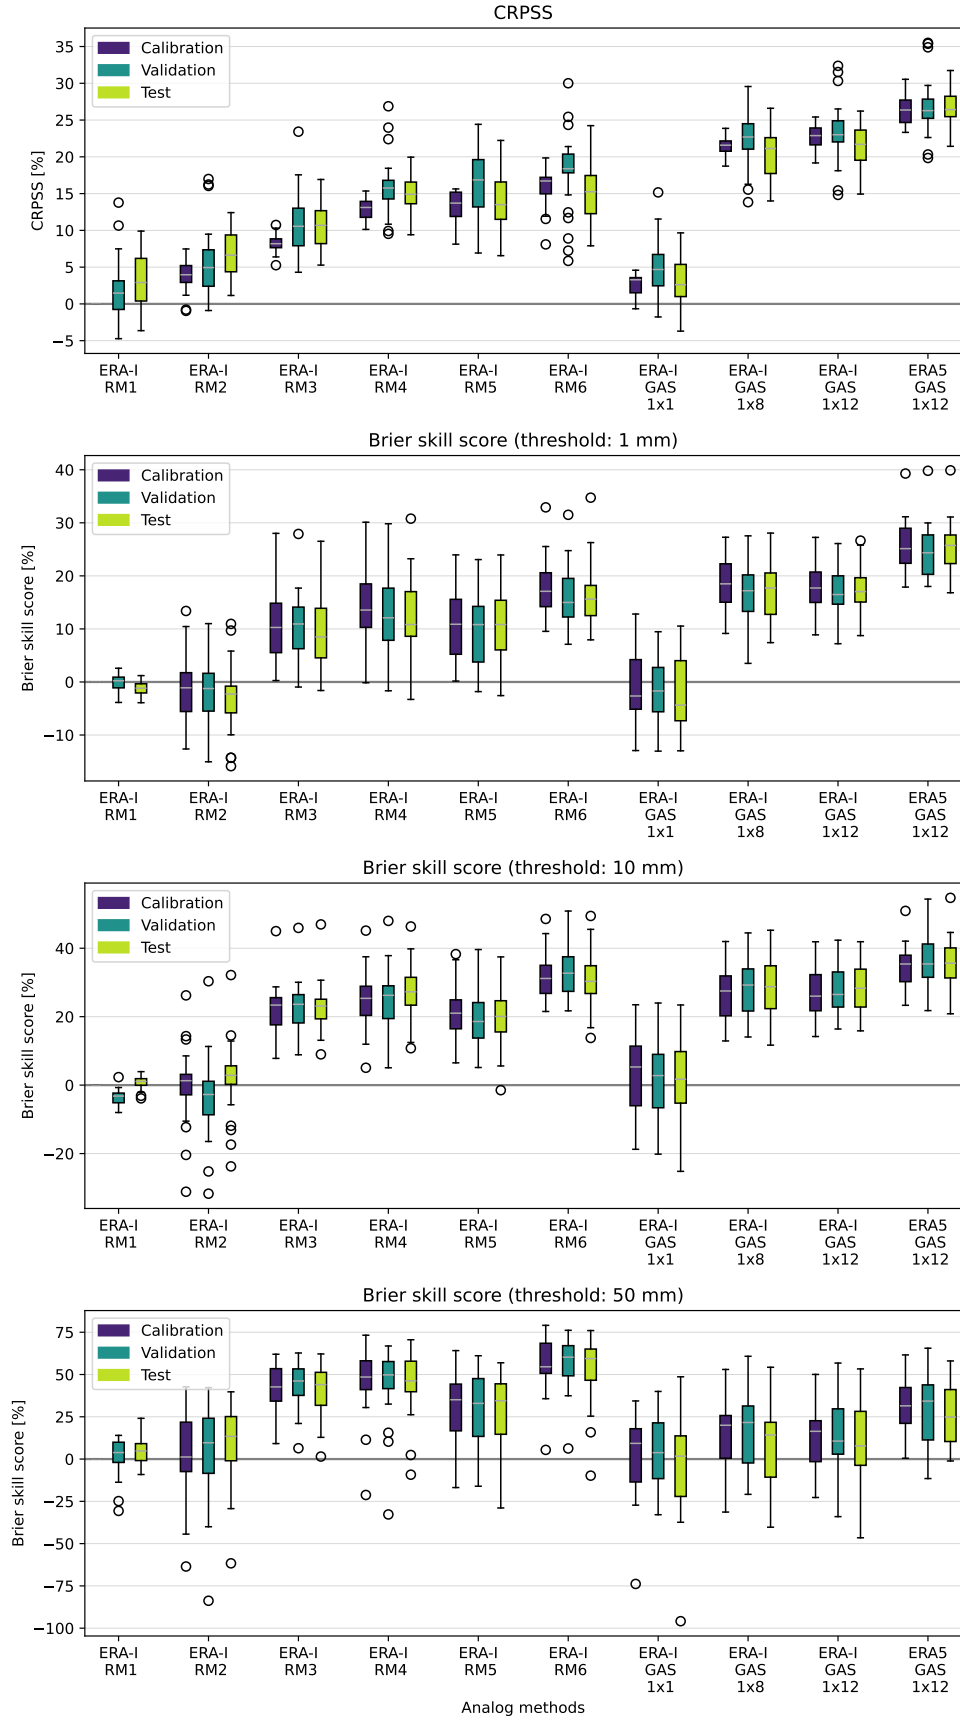 CRPSS
35
30
25
20
15
10
5
0
−5
CRPSS [%]
Calibration
Validation
Test
ERA-I RM1
ERA-I RM2
ERA-I RM3
ERA-I RM4
ERA-I RM5
ERA-I RM6
ERA-I GAS 1x1
ERA-I GAS 1x8
ERA-I GAS 1x12
ERA5 GAS 1x12
Brier skill score (threshold: 1 mm)
40
30
20
10
0
−10
Brier skill score [%]
Calibration
Validation
Test
ERA-I RM1
ERA-I RM2
ERA-I RM3
ERA-I RM4
ERA-I RM5
ERA-I RM6
ERA-I GAS 1x1
ERA-I GAS 1x8
ERA-I GAS 1x12
ERA5 GAS 1x12
Brier skill score (threshold: 10 mm)
40
20
0
−20
Brier skill score [%]
Calibration
Validation
Test
ERA-I RM1
ERA-I RM2
ERA-I RM3
ERA-I RM4
ERA-I RM5
ERA-I RM6
ERA-I GAS 1x1
ERA-I GAS 1x8
ERA-I GAS 1x12
ERA5 GAS 1x12
Brier skill score (threshold: 50 mm)
75
50
25
0
−25
−50
−75
−100
Brier skill score [%]
Calibration
Validation
Test
ERA-I RM1
ERA-I RM2
ERA-I RM3
ERA-I RM4
ERA-I RM5
ERA-I RM6
ERA-I GAS 1x1
ERA-I GAS 1x8
ERA-I GAS 1x12
ERA5 GAS 1x12
Analog methods